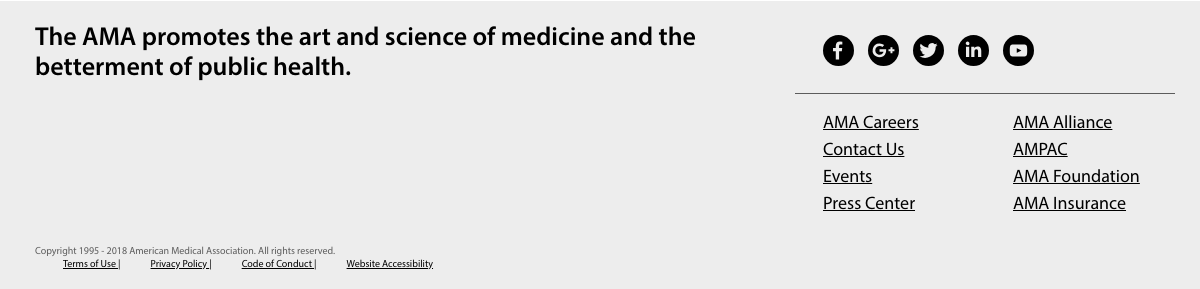 The AMA promotes the art and science of medicine and the
betterment of public health.
AMA Careers
Contact Us
Events
Press Center
AMA Alliance
AMPAC
AMA Foundation
AMA Insurance
Copyright 1995 - 2018 American Medical Association. All rights reserved.
Terms of Use | Privacy Policy | Code of Conduct | Website Accessibility